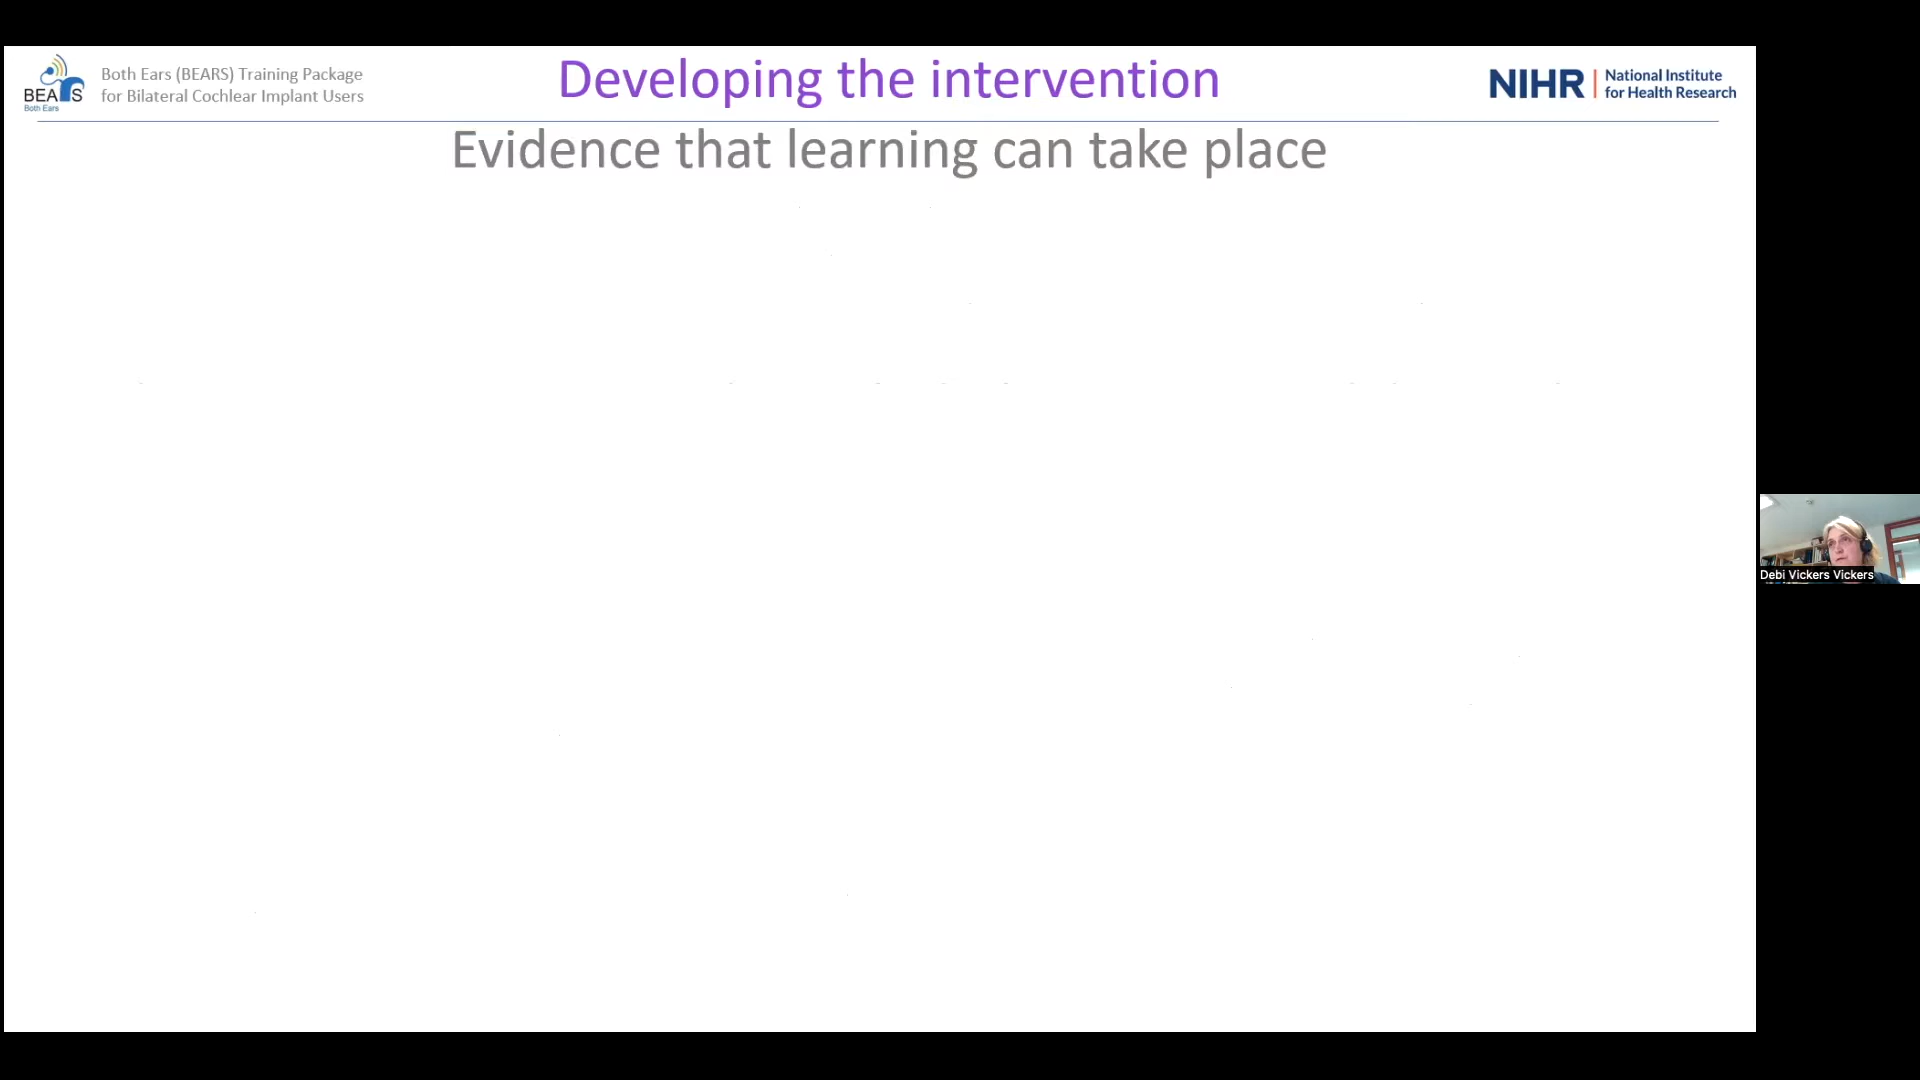 BEARS
Both Ears
Both Ears (BEARS) Training Package
for Bilateral Cochlear Implant Users
Developing the intervention
NIHR | National Institute
for Health Research
Evidence that learning can take place
Debi Vickers Vickers